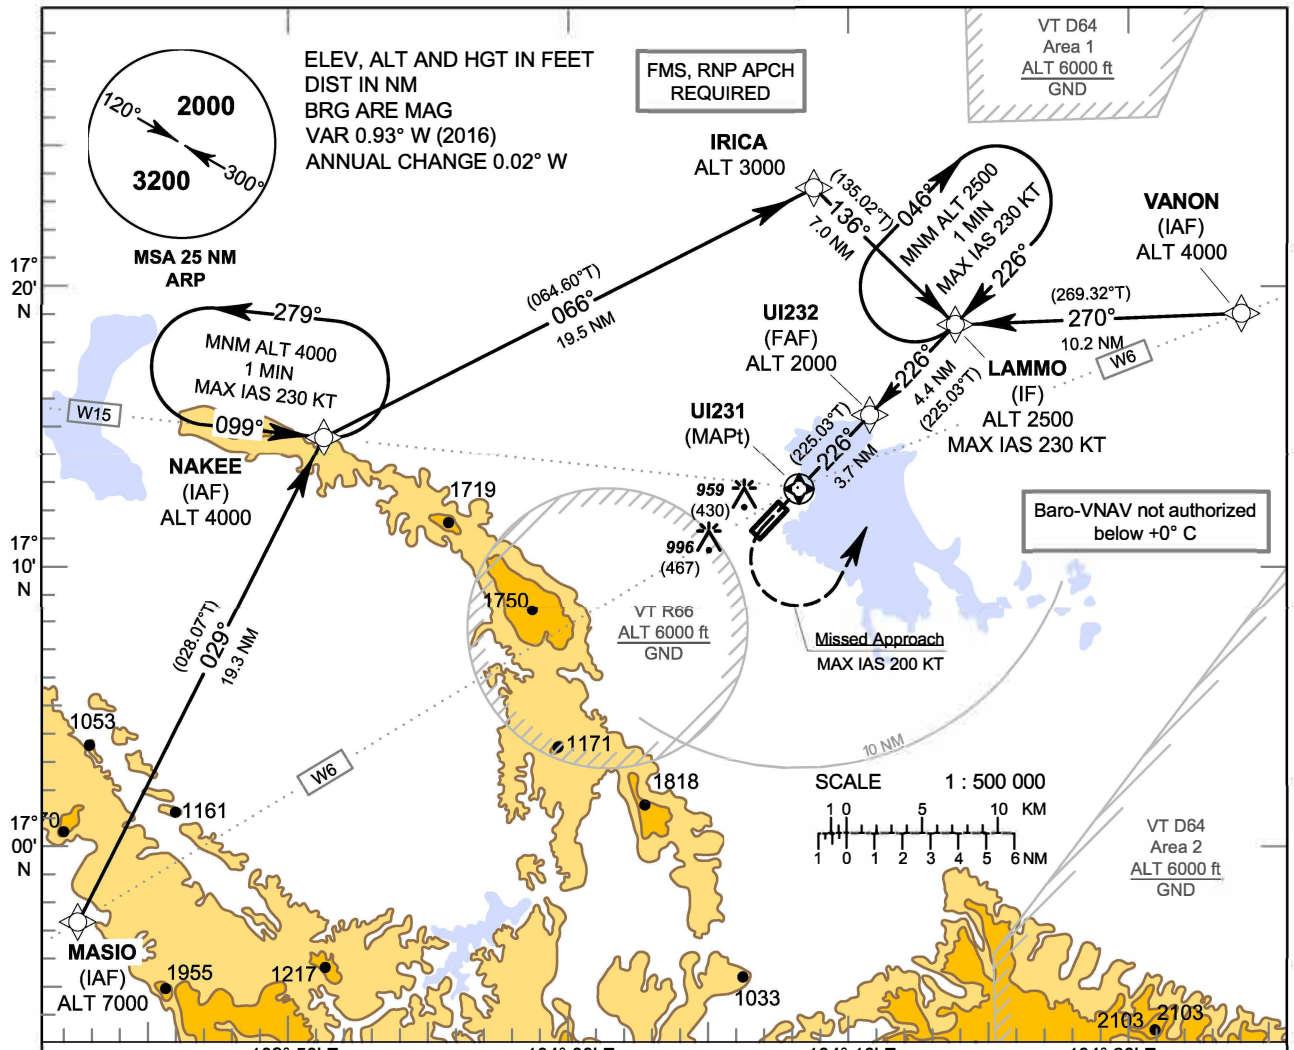 ELEV, ALT AND HGT IN FEET
DIST IN NM
BRG ARE MAG
VAR 0.93° W (2016)
ANNUAL CHANGE 0.02° W
120°
2000
3200
300°
MSA 25 NM
ARP
FMS, RNP APCH
REQUIRED
VT D64
Area 1
ALT 6000 ft
GND
IRICA
ALT 3000
(135.02°T)
136°
7.0 NM
046°
MNM ALT 2500
1 MIN
MAX IAS 230 KT
226°
VANON
(IAF)
ALT 4000
(269.32°T)
270°
10.2 NM
W6
17°
20'
N
279°
MNM ALT 4000
1 MIN
MAX IAS 230 KT
099°
W15
(064.60°T)
066°
19.5 NM
UI232
(FAF)
ALT 2000
226°
4.4 NM
(225.03°T)
LAMMO
(IF)
ALT 2500
MAX IAS 230 KT
UI231
(MAPt)
(225.03°T)
226°
3.7 NM
NAKEE
(IAF)
ALT 4000
1719
959
(430)
996
(467)
Baro-VNAV not authorized
below +0° C
17°
10'
N
1750
VT R66
ALT 6000 ft
GND
Missed Approach
MAX IAS 200 KT
(028.07°T)
029°
19.3 NM
1053
1171
10 NM
W6
1161
1818
SCALE 1 : 500 000
1 0 5 10 KM
1 0 1 2 3 4 5 6 NM
70
17°
00'
N
VT D64
Area 2
ALT 6000 ft
GND
MASIO
(IAF)
ALT 7000
1955
1217
1033
2103
2103